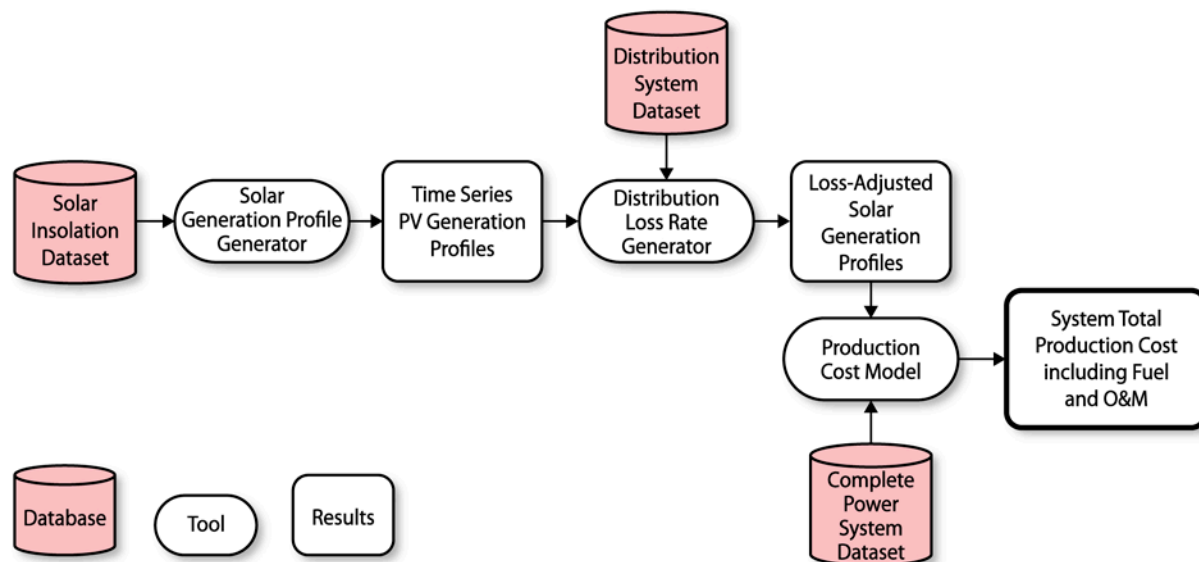 Distribution
System
Dataset
Solar
Insolation
Dataset
Solar
Generation Profile
Generator
Time Series
PV Generation
Profiles
Distribution
Loss Rate
Generator
Loss-Adjusted
Solar
Generation
Profiles
Production
Cost Model
System Total
Production Cost
including Fuel
and O&M
Complete
Power
System
Dataset
Database
Tool
Results